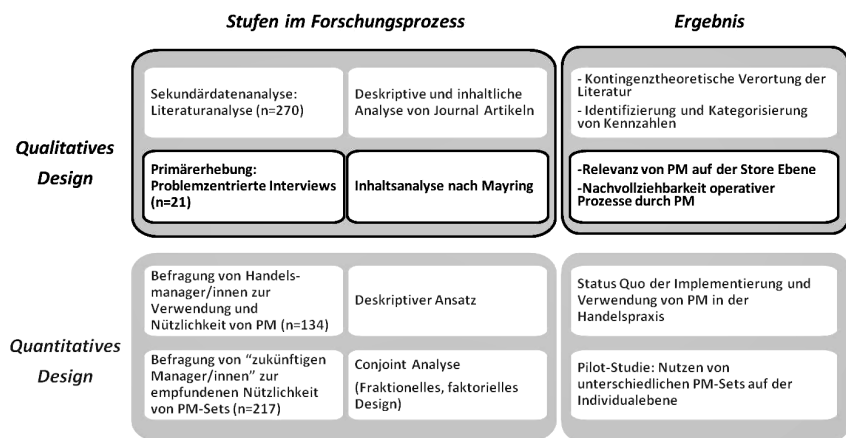 Stufen im Forschungsprozess
Ergebnis
Qualitatives
Design
Sekundärdatenanalyse:
Literaturanalyse (n=270)
Deskriptive und inhaltliche
Analyse von Journal Artikeln
- Kontingenztheoretische Verortung der
Literatur
- Identifizierung und Kategorisierung
von Kennzahlen
Primärerhebung:
Problemzentrierte Interviews
(n=21)
Inhaltsanalyse nach Mayring
-Relevanz von PM auf der Store Ebene
-Nachvollziehbarkeit operativer
Prozesse durch PM
Quantitatives
Design
Befragung von Handels-
manager/innen zur
Verwendung und
Nützlichkeit von PM (n=134)
Deskriptiver Ansatz
Status Quo der Implementierung und
Verwendung von PM in der
Handelspraxis
Befragung von “zukünftigen
Manager/innen” zur
empfundenen Nützlichkeit
von PM-Sets (n=217)
Conjoint Analyse
(Fraktionelles, faktorielles
Design)
Pilot-Studie: Nutzen von
unterschiedlichen PM-Sets auf der
Individualebene